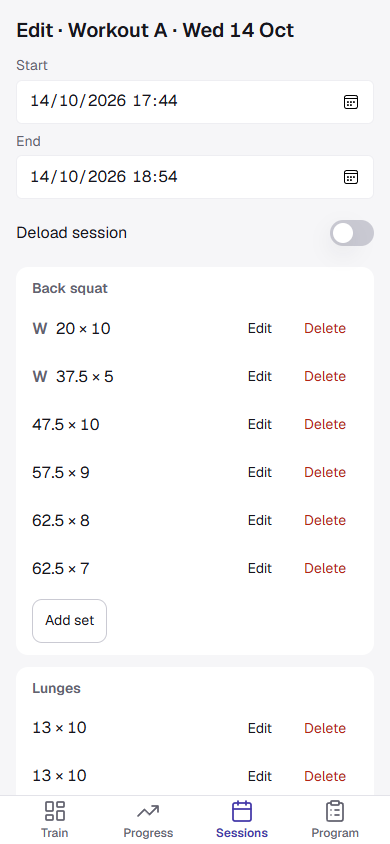 Edit · Workout A · Wed 14 Oct
Start
14/10/2026 17:44
End
14/10/2026 18:54
Deload session
Back squat
W 20 × 10 Edit Delete
W 37.5 × 5 Edit Delete
47.5 × 10 Edit Delete
57.5 × 9 Edit Delete
62.5 × 8 Edit Delete
62.5 × 7 Edit Delete
Add set
Lunges
13 × 10 Edit Delete
13 × 10 Edit Delete
Train Progress Sessions Program